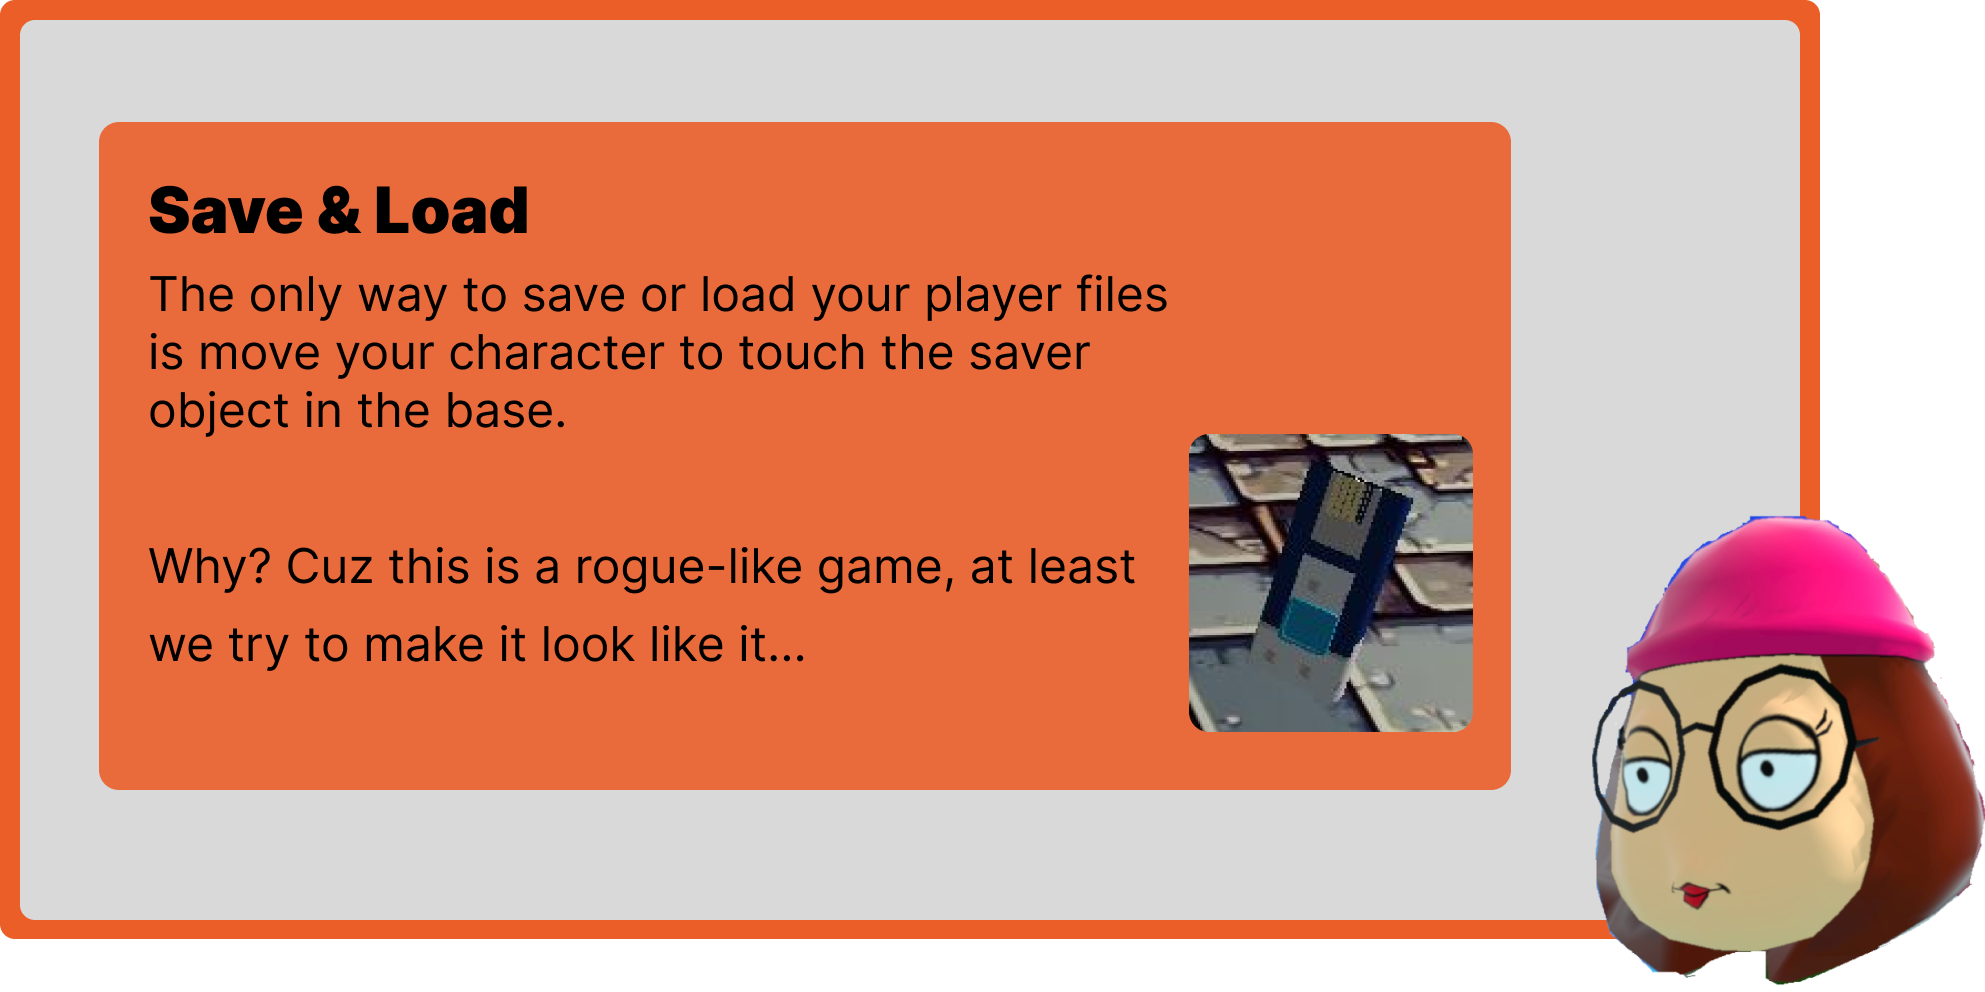 Save & Load
The only way to save or load your player files
is move your character to touch the saver
object in the base.
Why? Cuz this is a rogue-like game, at least
we try to make it look like it...